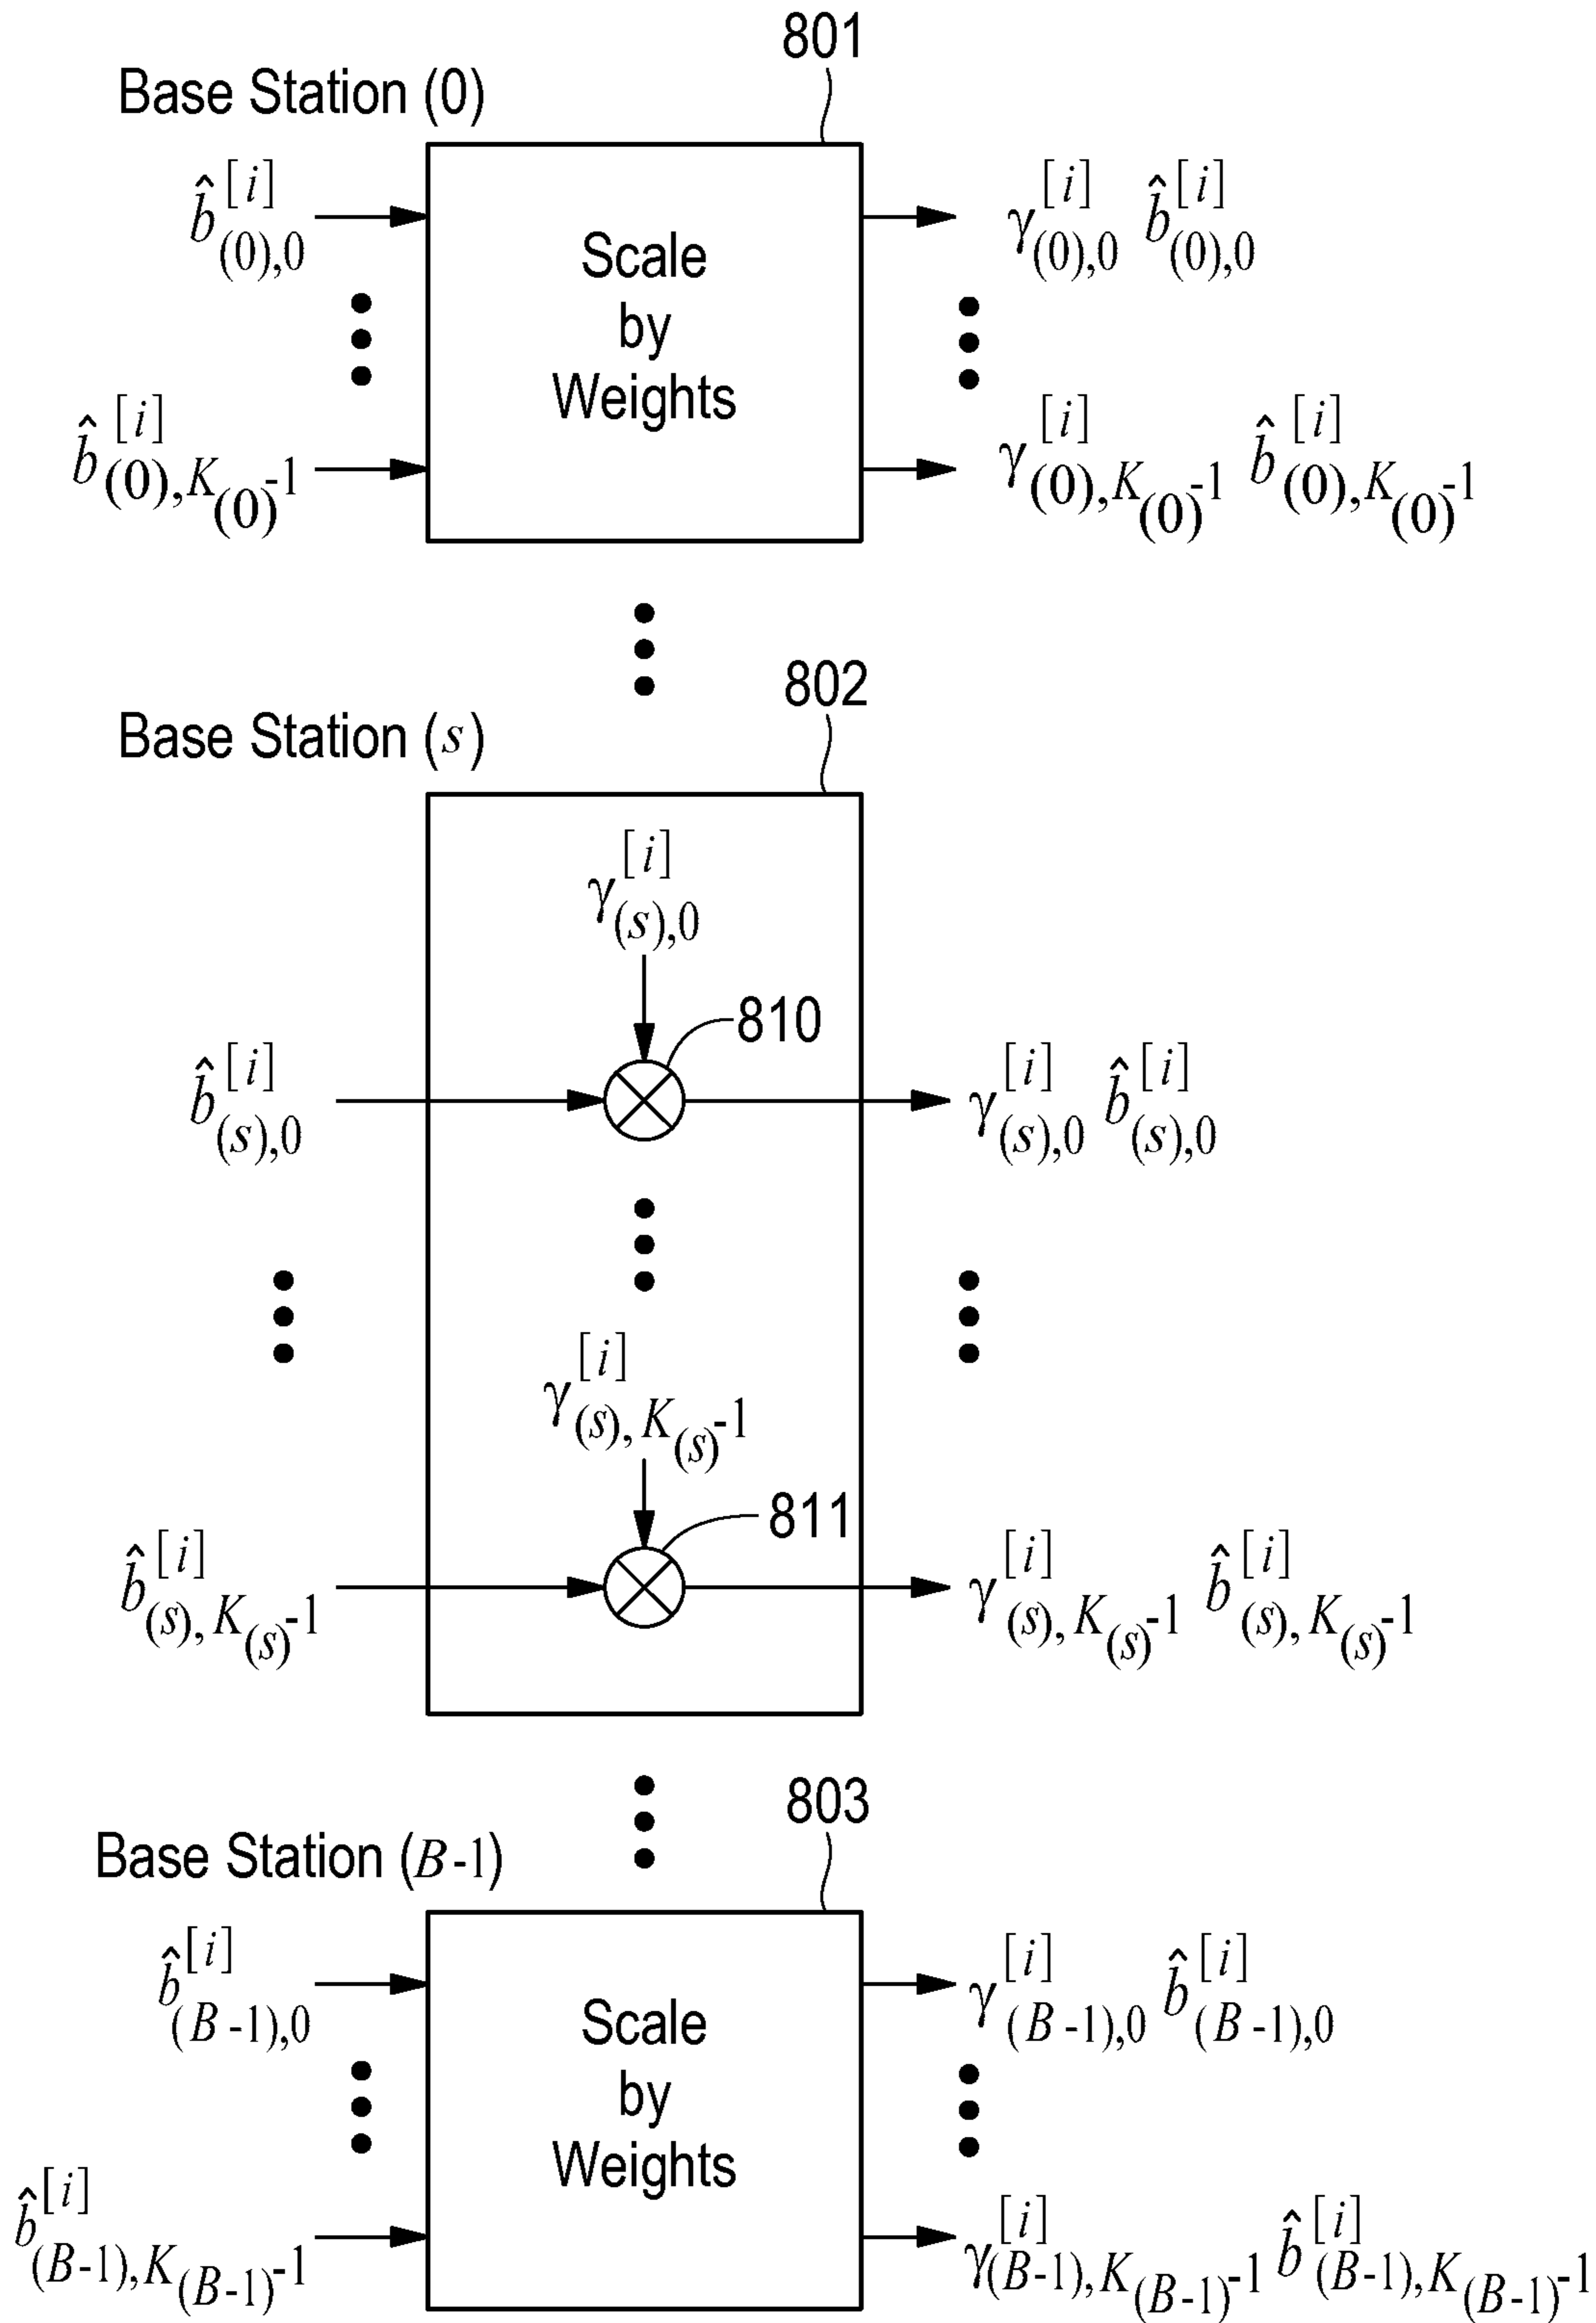 801
Base Station (0)
b̂^[i]_(0),0
γ^[i]_(0),0 b̂^[i]_(0),0
Scale
by
Weights
b̂^[i]_(0),K_(0)-1
γ^[i]_(0),K_(0)-1 b̂^[i]_(0),K_(0)-1
802
Base Station (s)
γ^[i]_(s),0
810
b̂^[i]_(s),0
γ^[i]_(s),0 b̂^[i]_(s),0
γ^[i]_(s),K_(s)-1
811
b̂^[i]_(s),K_(s)-1
γ^[i]_(s),K_(s)-1 b̂^[i]_(s),K_(s)-1
803
Base Station (B-1)
b̂^[i]_(B-1),0
γ^[i]_(B-1),0 b̂^[i]_(B-1),0
Scale
by
Weights
b̂^[i]_(B-1),K_(B-1)-1
γ^[i]_(B-1),K_(B-1)-1 b̂^[i]_(B-1),K_(B-1)-1